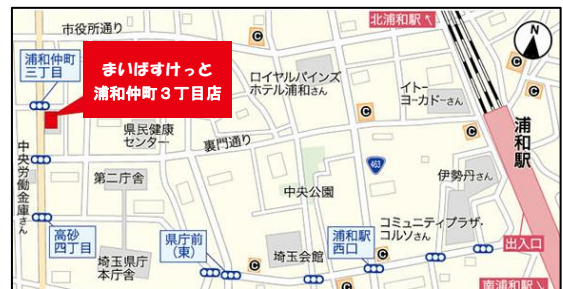 市役所通り
北浦和駅
N
浦和仲町
三丁目
まいばすけっと
浦和仲町3丁目店
C
ロイヤルパインズ
ホテル浦和さん
イトー
ヨーカドーさん
C
C
C
県民健康
センター
裏門通り
浦和駅
中央労働金庫さん
第二庁舎
463
中央公園
伊勢丹さん
高砂
四丁目
県庁前
(東)
浦和駅
西口
コミュニティプラザ・
コルソさん
出入口
埼玉県庁
本庁舎
C
埼玉会館
C
C
南浦和駅